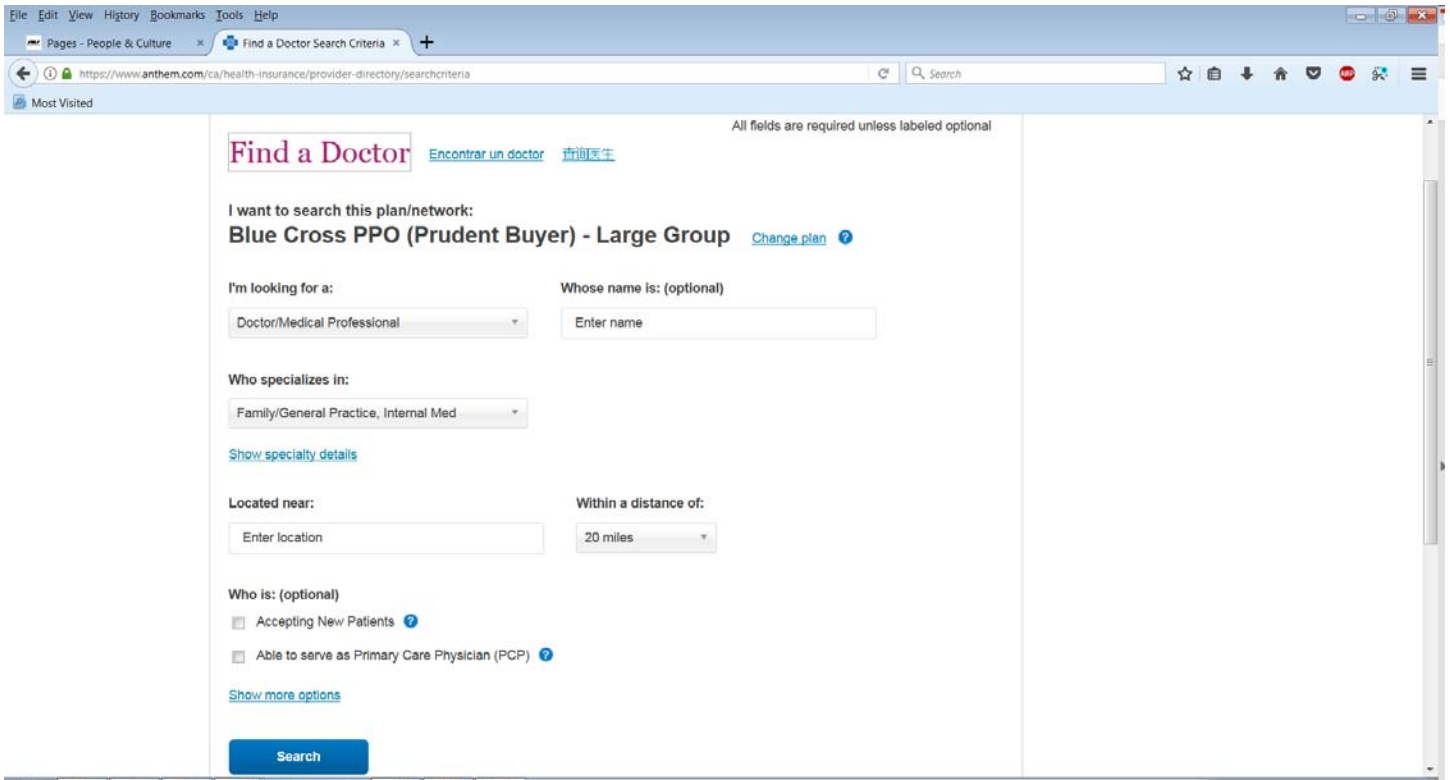 File Edit View History Bookmarks Tools Help
Pages - People & Culture × Find a Doctor Search Criteria × +
https://www.anthem.com/ca/health-insurance/provider-directory/searchcriteria Search ABP
Most Visited
All fields are required unless labeled optional
Find a Doctor Encontrar un doctor 查询医生
I want to search this plan/network:
Blue Cross PPO (Prudent Buyer) - Large Group Change plan ?
I'm looking for a: Whose name is: (optional)
Doctor/Medical Professional Enter name
Who specializes in:
Family/General Practice, Internal Med
Show specialty details
Located near: Within a distance of:
Enter location 20 miles
Who is: (optional)
Accepting New Patients ?
Able to serve as Primary Care Physician (PCP) ?
Show more options
Search